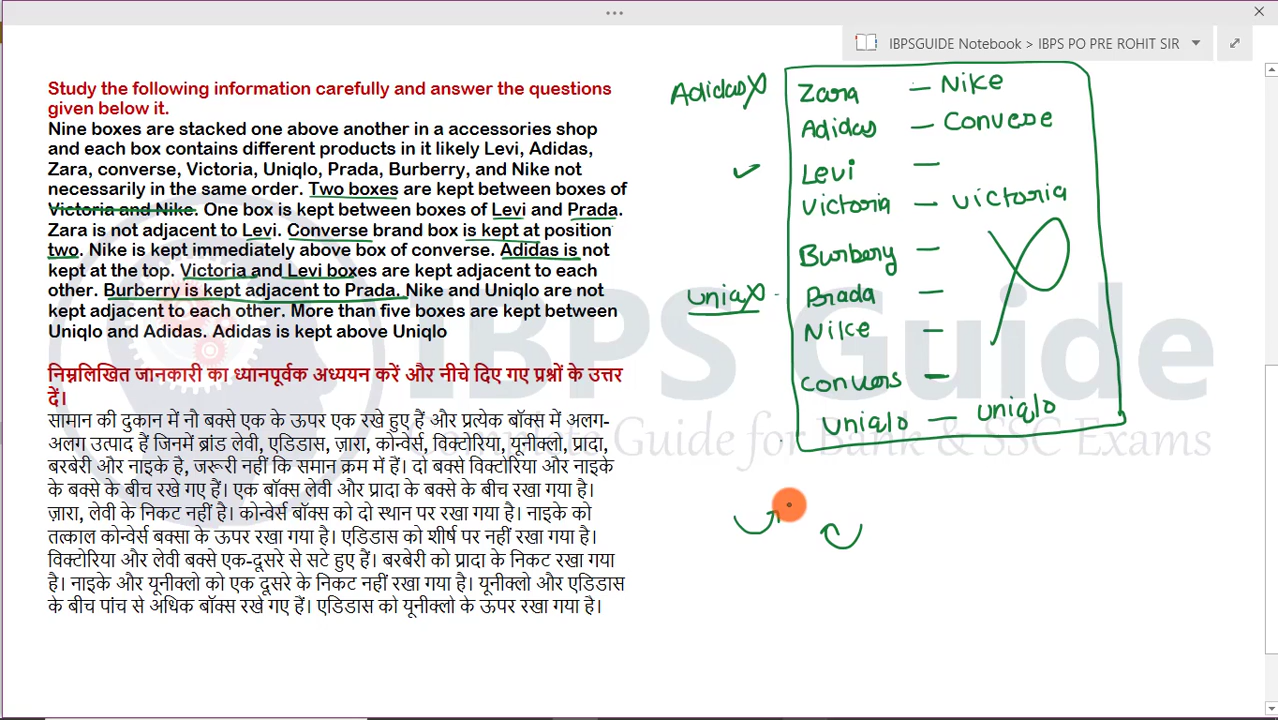 IBPSGUIDE Notebook > IBPS PO PRE ROHIT SIR
Study the following information carefully and answer the questions
given below it.
Nine boxes are stacked one above another in a accessories shop
and each box contains different products in it likely Levi, Adidas,
Zara, converse, Victoria, Uniqlo, Prada, Burberry, and Nike not
necessarily in the same order. Two boxes are kept between boxes of
Victoria and Nike. One box is kept between boxes of Levi and Prada.
Zara is not adjacent to Levi. Converse brand box is kept at position
two. Nike is kept immediately above box of converse. Adidas is not
kept at the top. Victoria and Levi boxes are kept adjacent to each
other. Burberry is kept adjacent to Prada. Nike and Uniqlo are not
kept adjacent to each other. More than five boxes are kept between
Uniqlo and Adidas. Adidas is kept above Uniqlo
निम्नलिखित जानकारी का ध्यानपूर्वक अध्ययन करें और नीचे दिए गए प्रश्नों के उत्तर
दें।
सामान की दुकान में नौ बक्से एक के ऊपर एक रखे हुए हैं और प्रत्येक बॉक्स में अलग-
अलग उत्पाद हैं जिनमें ब्रांड लेवी, एडिडास, ज़ारा, कोन्वेर्स, विक्टोरिया, यूनीक्लो, प्रादा,
बरबेरी और नाइके है, जरूरी नहीं कि समान क्रम में हैं। दो बक्से विक्टोरिया और नाइके
के बक्से के बीच रखे गए हैं। एक बॉक्स लेवी और प्रादा के बक्से के बीच रखा गया है।
ज़ारा, लेवी के निकट नहीं है। कोन्वेर्स बॉक्स को दो स्थान पर रखा गया है। नाइके को
तत्काल कोन्वेर्स बक्सा के ऊपर रखा गया है। एडिडास को शीर्ष पर नहीं रखा गया है।
विक्टोरिया और लेवी बक्से एक-दूसरे से सटे हुए हैं। बरबेरी को प्रादा के निकट रखा गया
है। नाइके और यूनीक्लो को एक दूसरे के निकट नहीं रखा गया है। यूनीक्लो और एडिडास
के बीच पांच से अधिक बॉक्स रखे गए हैं। एडिडास को यूनीक्लो के ऊपर रखा गया है।
Adidas Zara – Nike
Adidas – Converse
Levi –
Victoria – Victoria
Burbery –
Uniq Prada –
Nike –
Convers –
Uniqlo – Uniqlo
IBPS Guide
Complete Guide for Bank & SSC Exams